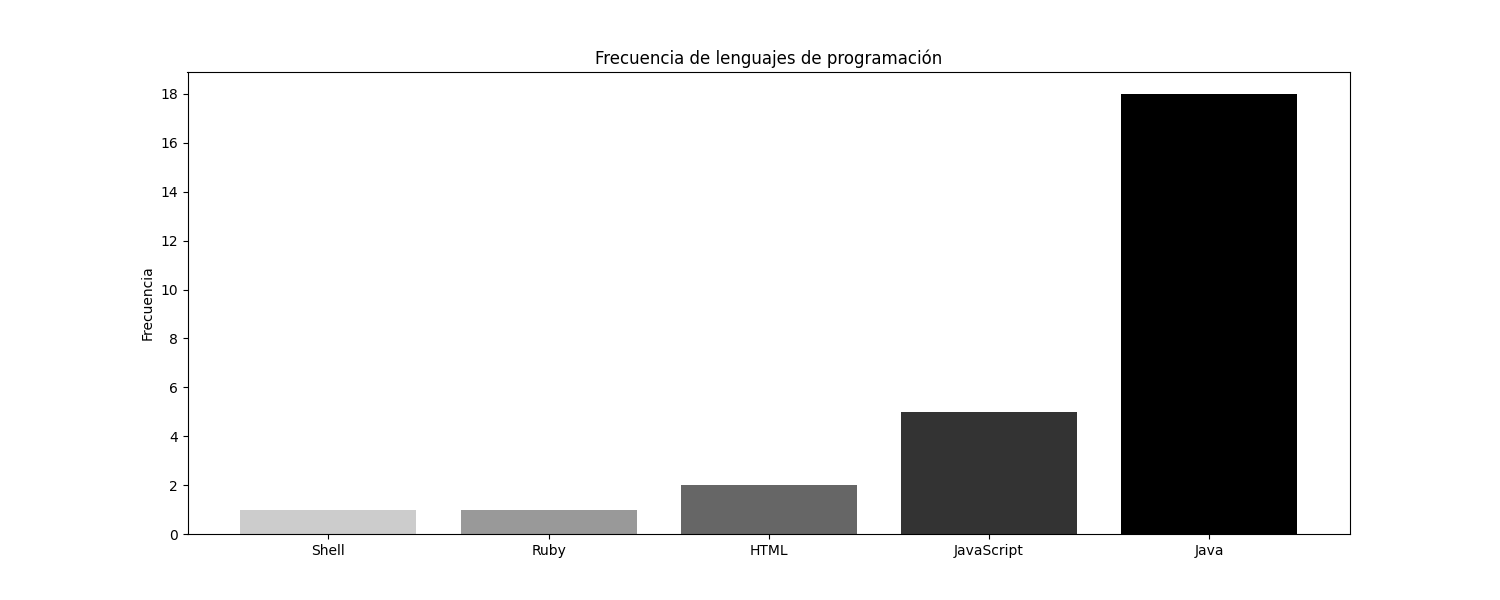 Frecuencia de lenguajes de programación
18
16
14
12
10
8
6
4
2
0
Frecuencia
Shell
Ruby
HTML
JavaScript
Java